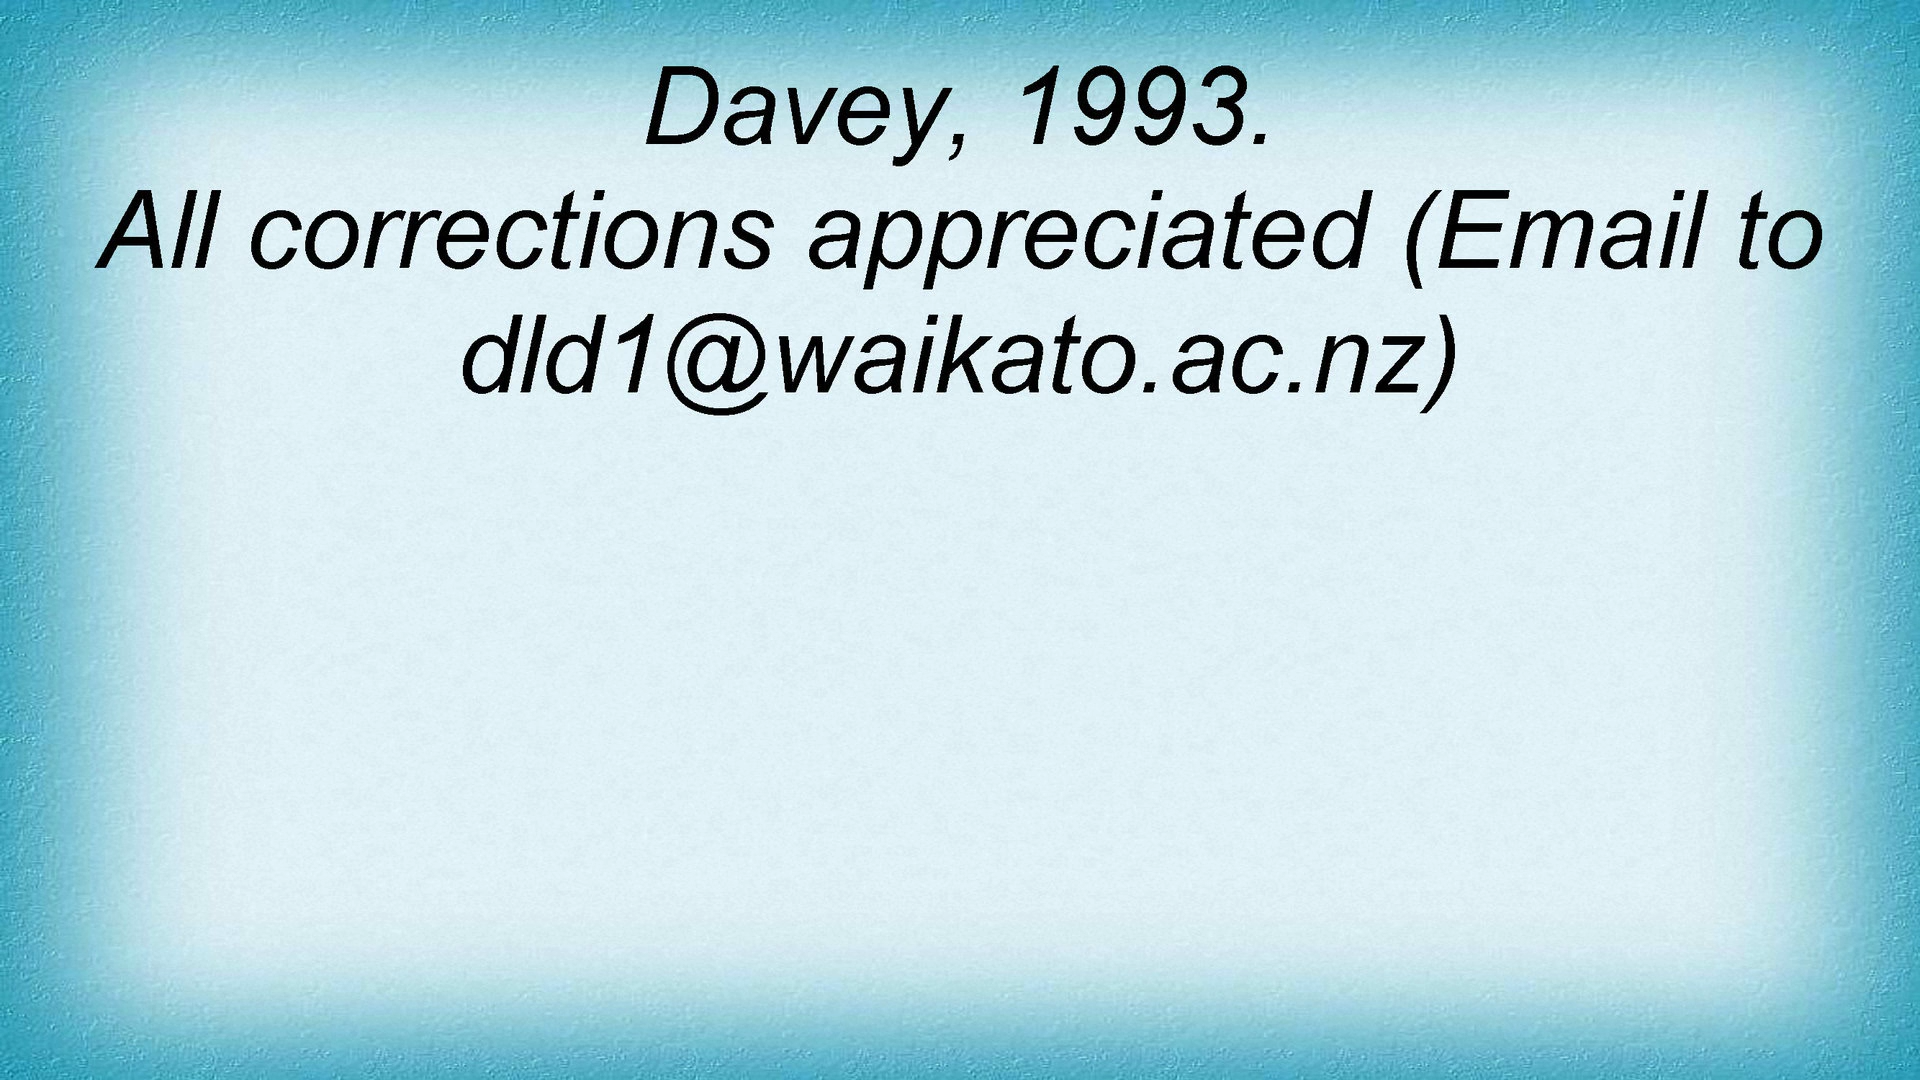 Davey, 1993.
All corrections appreciated (Email to
dld1@waikato.ac.nz)